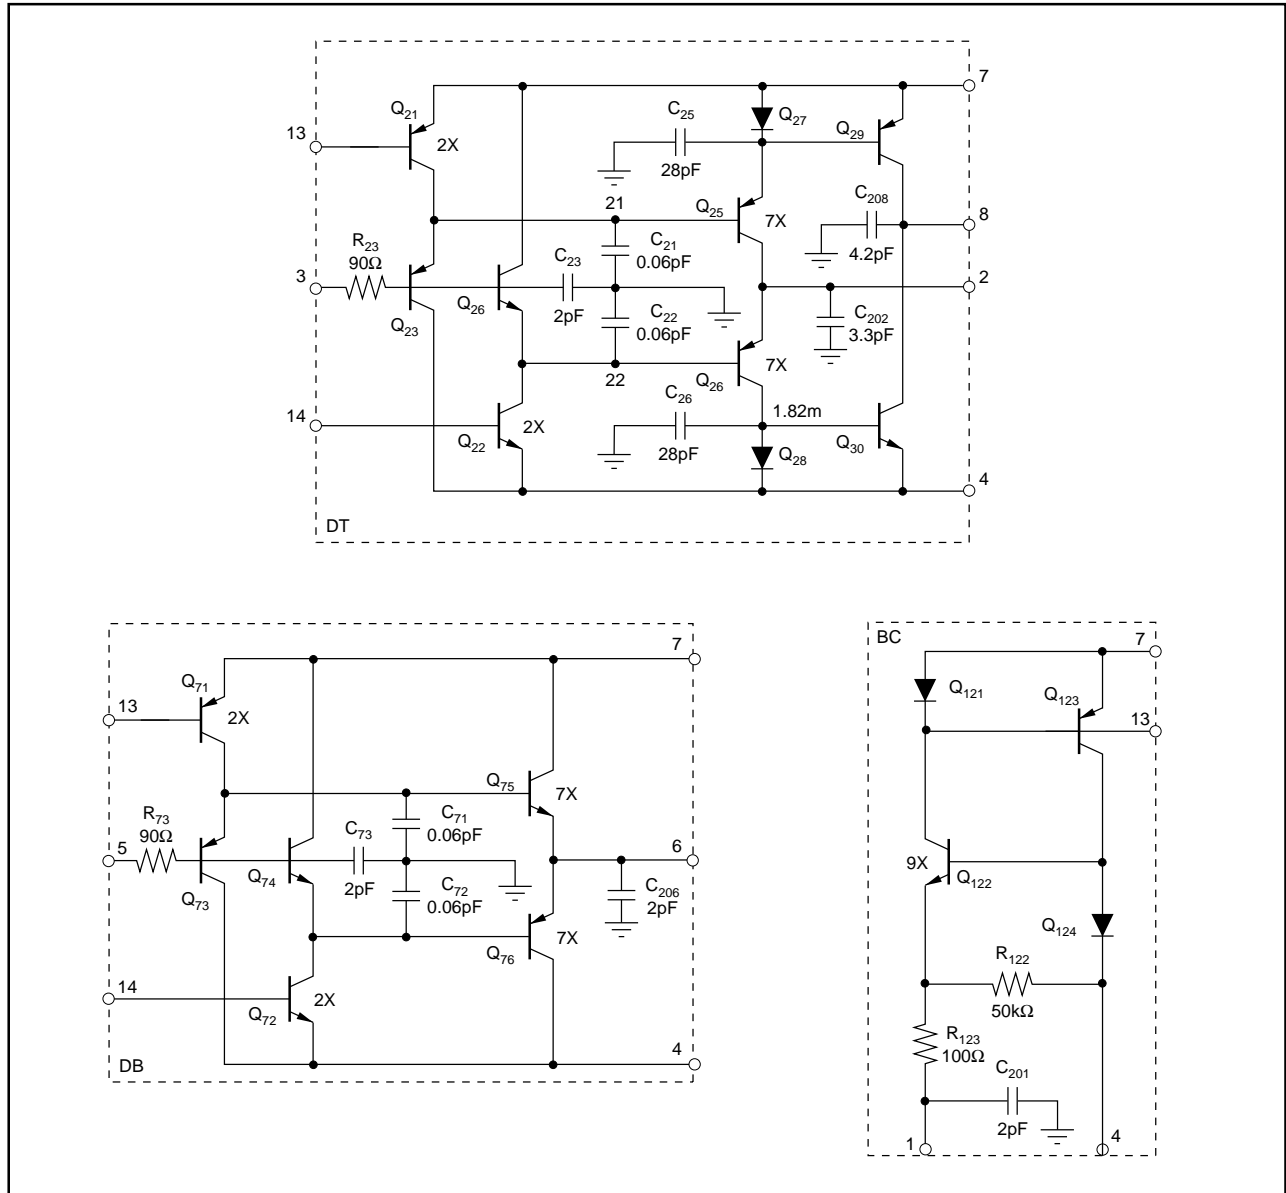 7
Q21
C25
Q27
Q29
13
2X
28pF
C208
8
21
Q25
7X
R23
90Ω
C21
0.06pF
4.2pF
C23
3
2
Q26
2pF
C22
0.06pF
C202
3.3pF
Q23
22
7X
Q26
C26
1.82m
14
2X
Q22
28pF
Q28
Q30
4
DT
7
Q71
13
2X
Q75
7X
R73
90Ω
C71
0.06pF
C73
5
6
Q74
2pF
C72
0.06pF
C206
2pF
Q73
7X
Q76
14
2X
Q72
4
DB
BC
7
Q121
Q123
13
9X
Q122
Q124
R122
50kΩ
R123
100Ω
C201
2pF
1
4